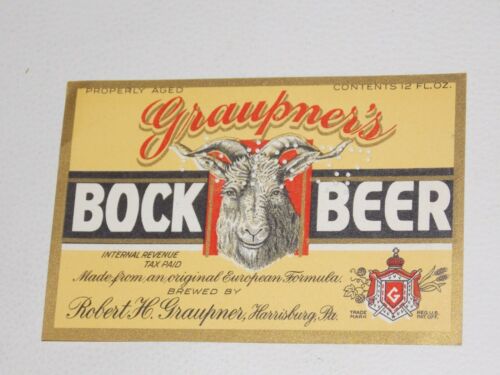 PROPERLY AGED
CONTENTS 12 FL. OZ.
Graupner's
BOCK BEER
INTERNAL REVENUE
TAX PAID
Made from an original European Formula.
BREWED BY
Robert H. Graupner, Harrisburg, Pa.
G
TRADE
MARK
REG. U.S.
PAT. OFF.